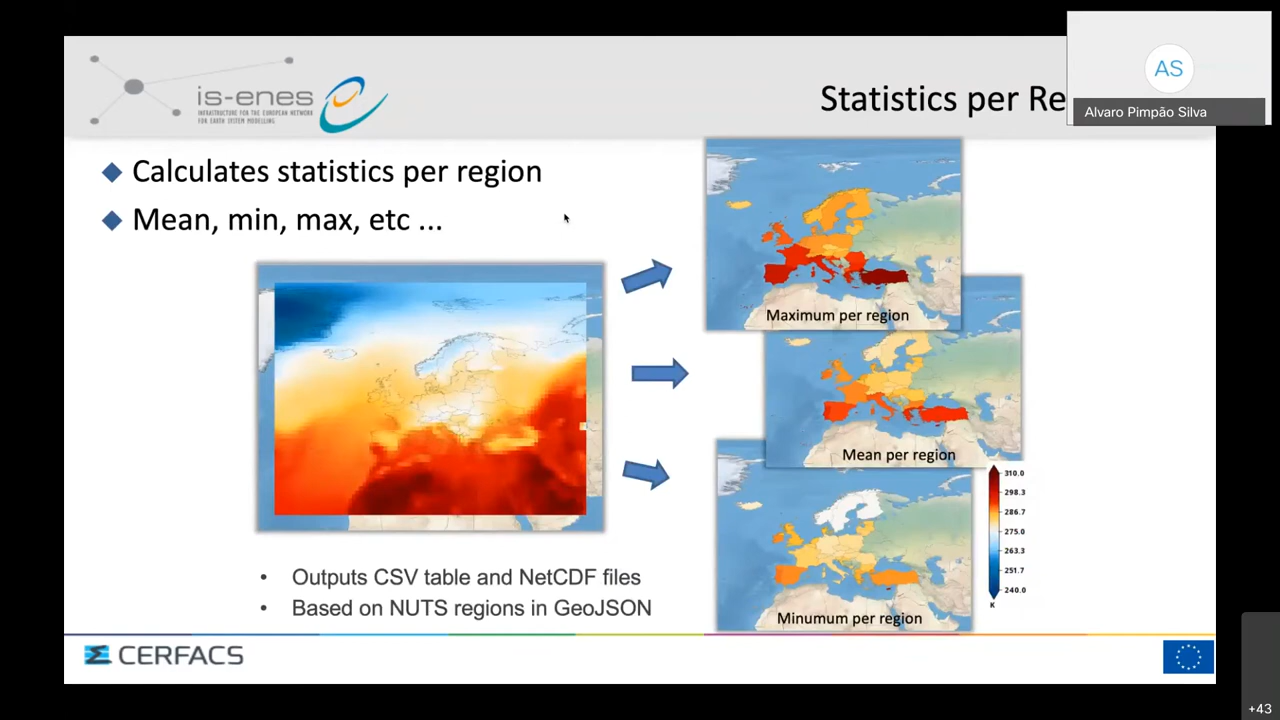 is-enes
INFRASTRUCTURE FOR THE EUROPEAN NETWORK
FOR EARTH SYSTEM MODELLING
Statistics per Re
AS
Alvaro Pimpão Silva
Calculates statistics per region
Mean, min, max, etc ...
Maximum per region
Mean per region
310.0
298.3
286.7
275.0
263.3
251.7
240.0
K
Minumum per region
• Outputs CSV table and NetCDF files
• Based on NUTS regions in GeoJSON
CERFACS
+43